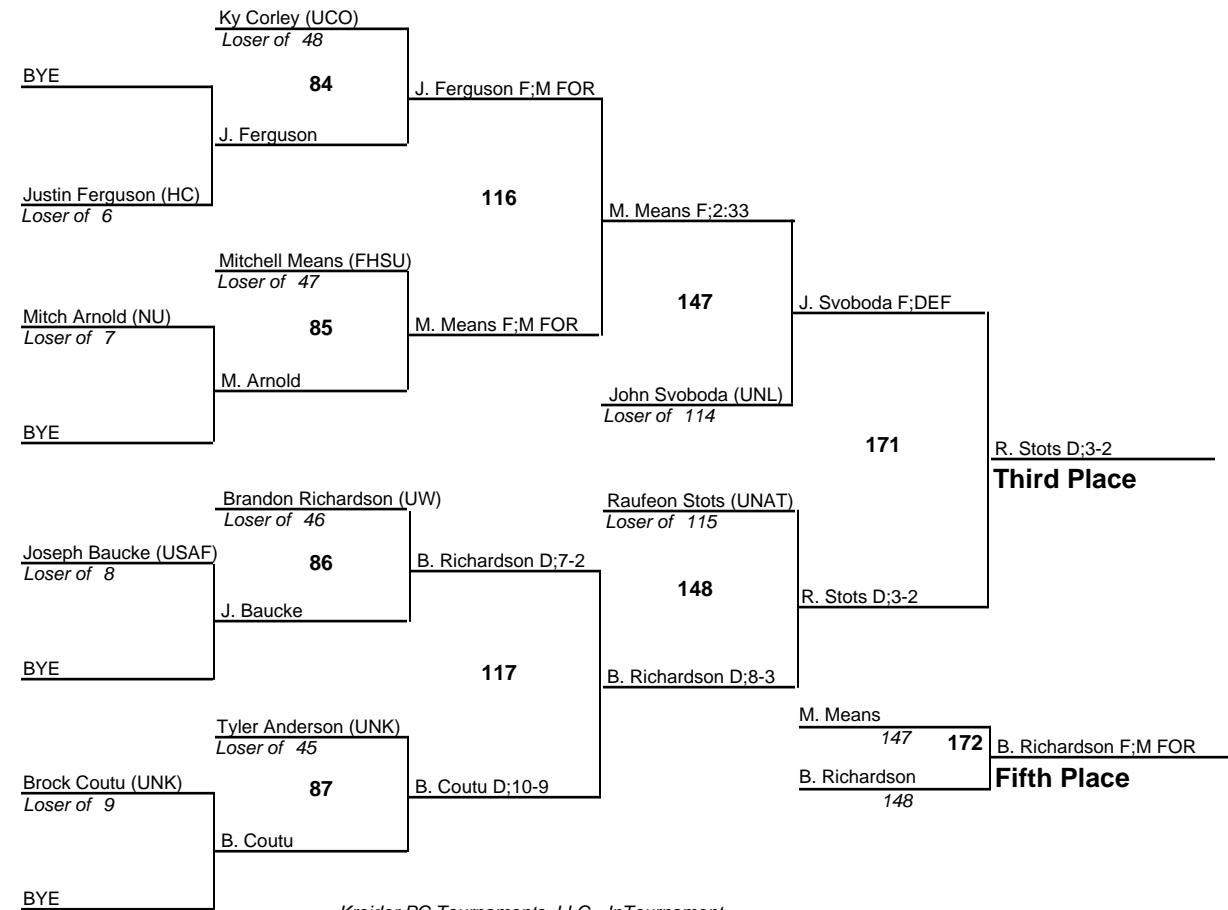 Ky Corley (UCO)
Loser of 48
BYE
84
J. Ferguson F;M FOR
J. Ferguson
Justin Ferguson (HC)
Loser of 6
116
M. Means F;2:33
Mitchell Means (FHSU)
Loser of 47
Mitch Arnold (NU)
Loser of 7
85
M. Means F;M FOR
147
J. Svoboda F;DEF
M. Arnold
John Svoboda (UNL)
Loser of 114
BYE
171
R. Stots D;3-2
Third Place
Brandon Richardson (UW)
Loser of 46
Raufeon Stots (UNAT)
Loser of 115
Joseph Baucke (USAF)
Loser of 8
86
B. Richardson D;7-2
148
R. Stots D;3-2
J. Baucke
BYE
117
B. Richardson D;8-3
Tyler Anderson (UNK)
Loser of 45
M. Means
147
172
B. Richardson F;M FOR
Fifth Place
B. Richardson
148
Brock Coutu (UNK)
Loser of 9
87
B. Coutu D;10-9
B. Coutu
BYE